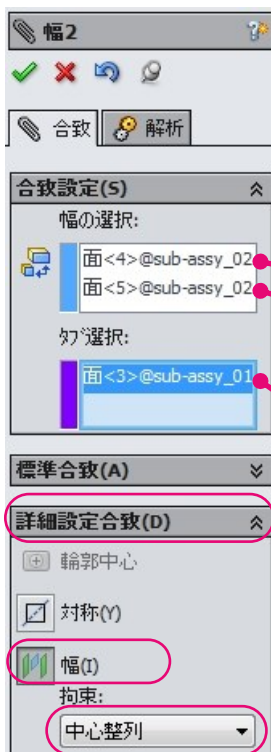 幅2
合致
解析
合致設定(S)
幅の選択:
面<4>@sub-assy_02
面<5>@sub-assy_02
タブ選択:
面<3>@sub-assy_01
標準合致(A)
詳細設定合致(D)
輪郭中心
対称(Y)
幅(I)
拘束:
中心整列